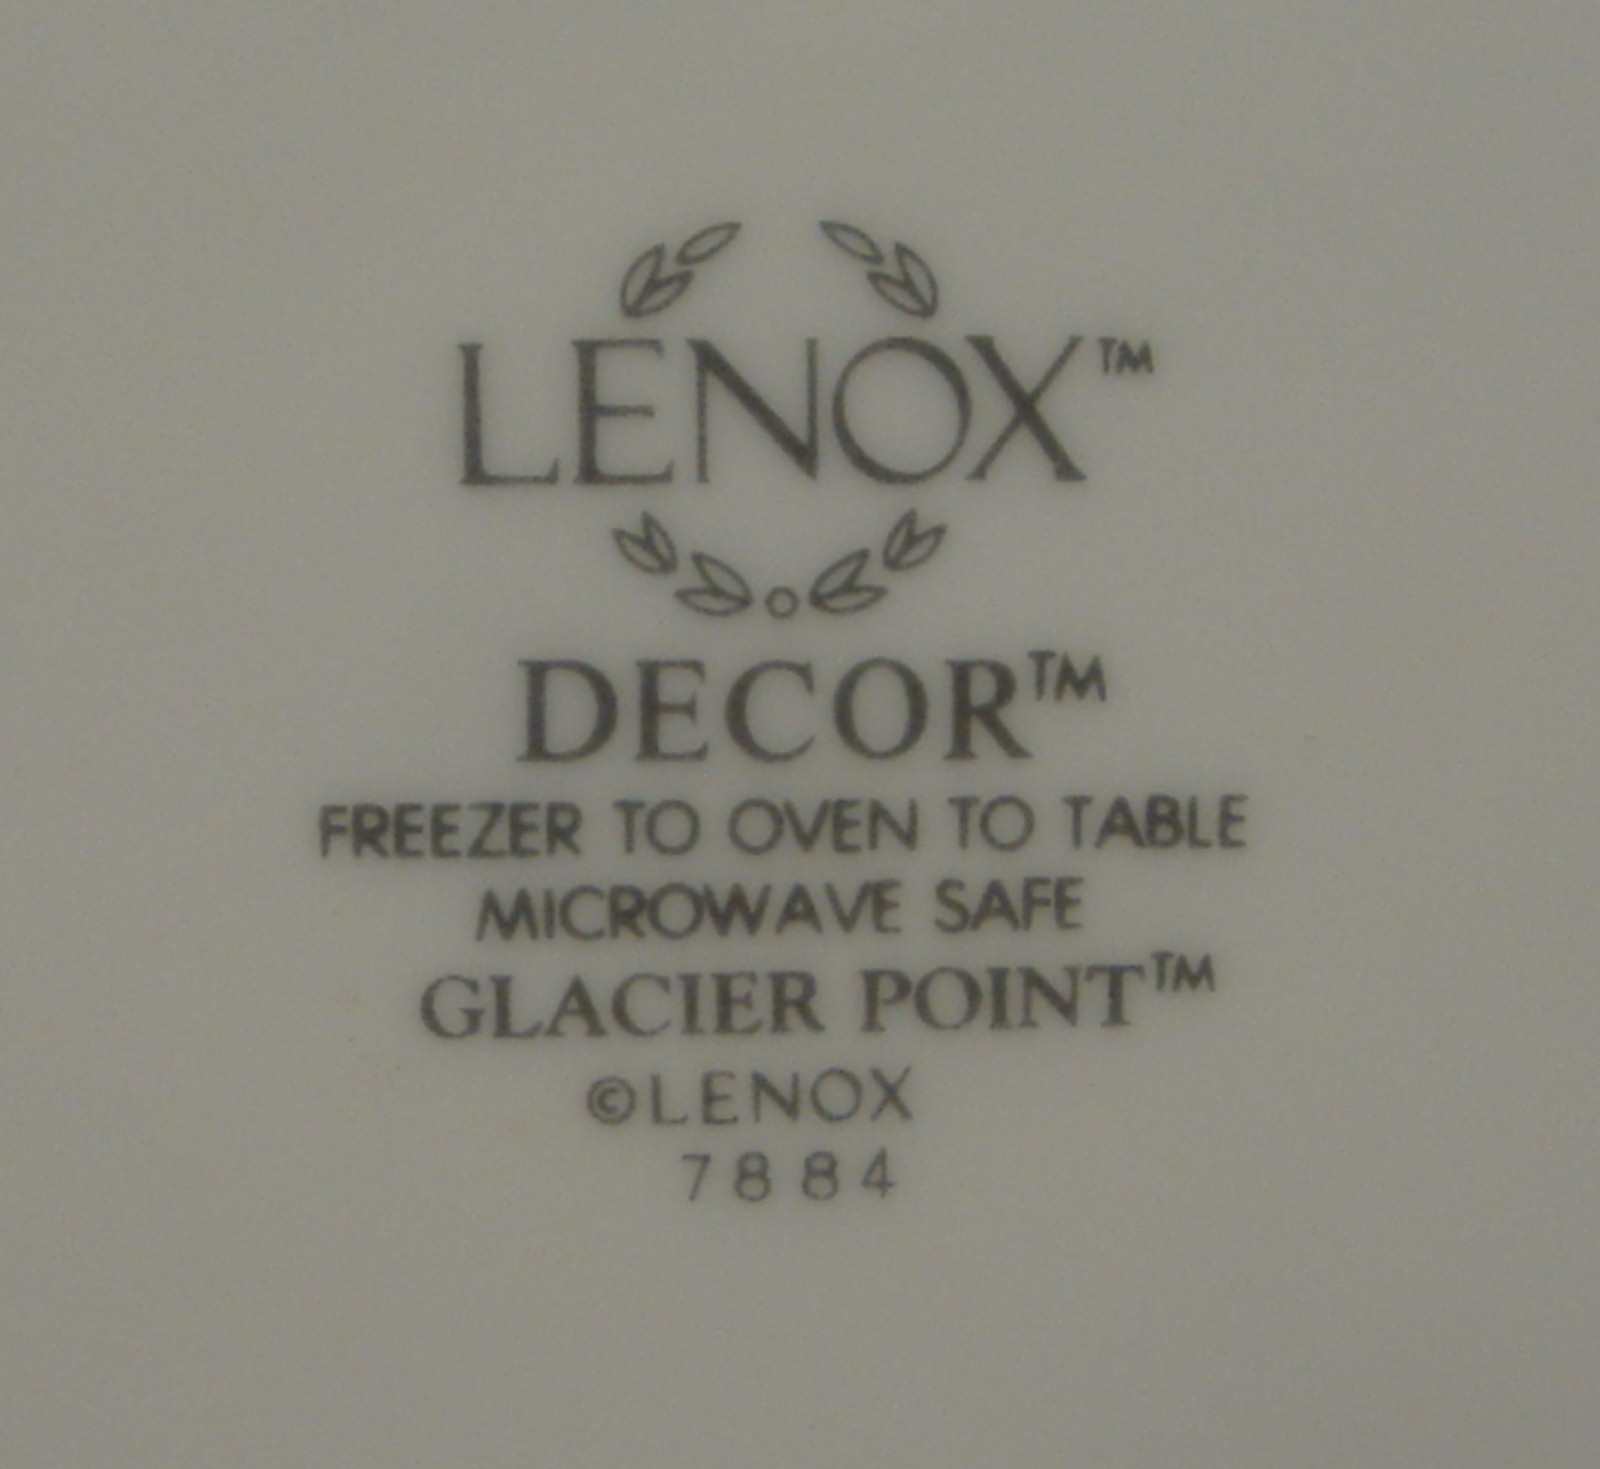 LENOX™
DECOR™
FREEZER TO OVEN TO TABLE
MICROWAVE SAFE
GLACIER POINT™
©LENOX
7884